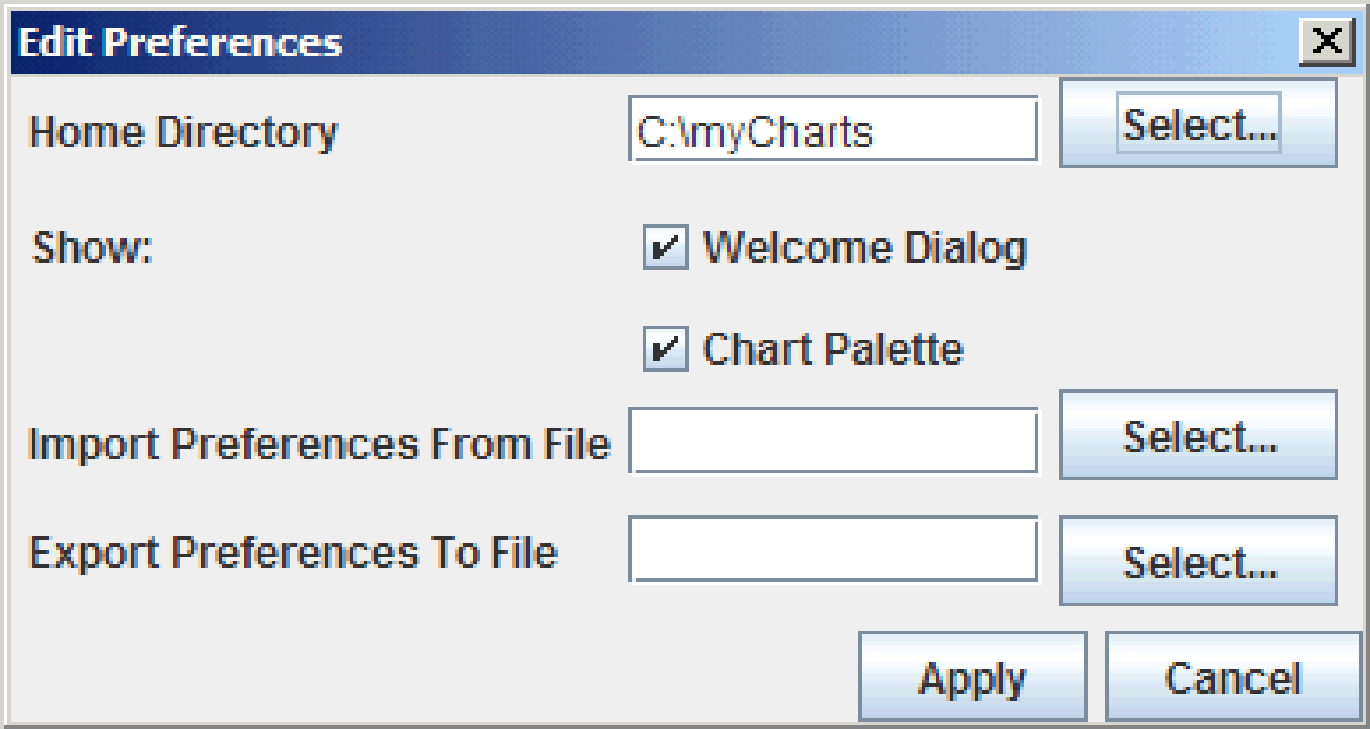 Edit Preferences
Home Directory C:\myCharts Select...
Show: Welcome Dialog
Chart Palette
Import Preferences From File Select...
Export Preferences To File Select...
Apply Cancel